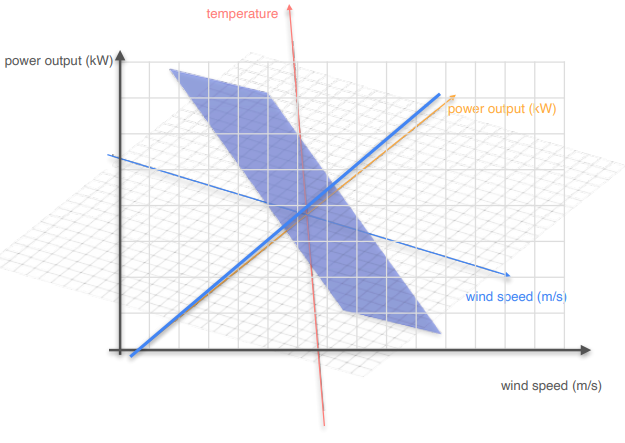 temperature
power output (kW)
power output (kW)
wind speed (m/s)
wind speed (m/s)